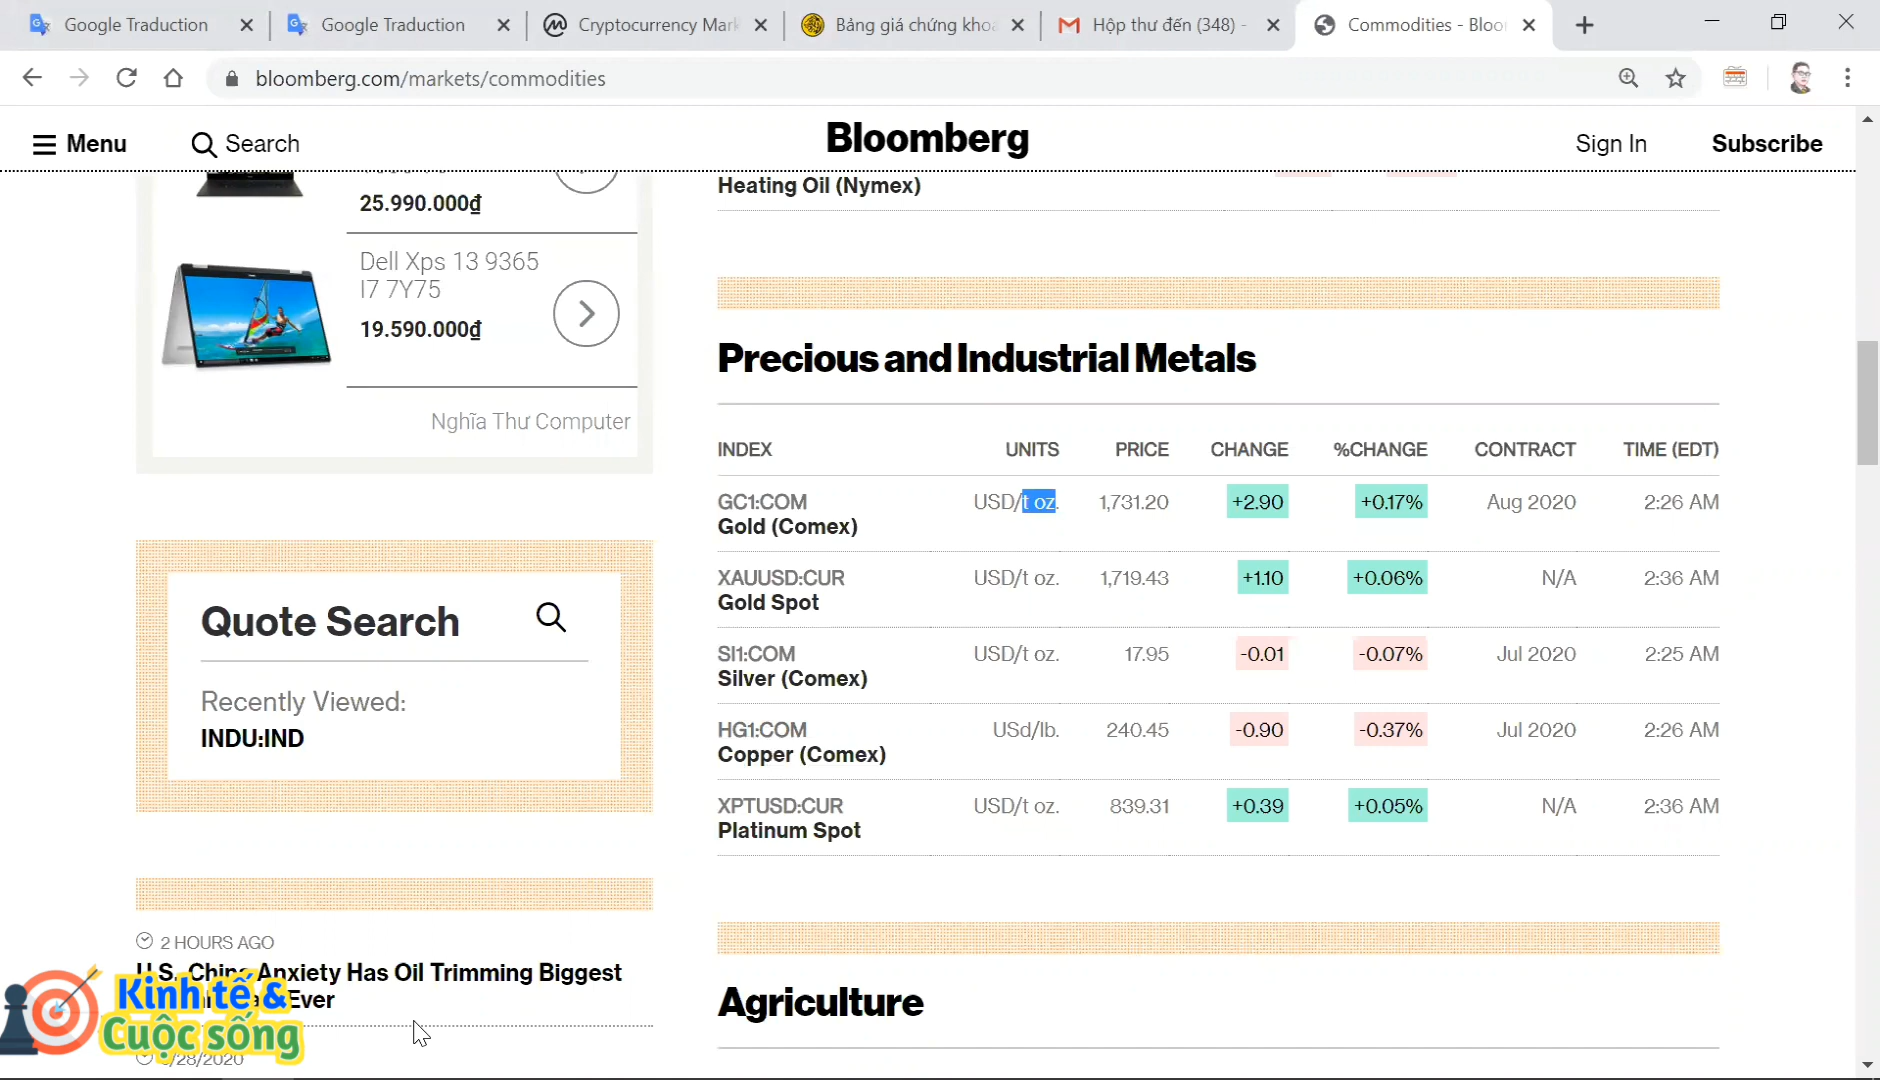 Google Traduction
Google Traduction
Cryptocurrency Mark
Bảng giá chứng khoá
Hộp thư đến (348) -
Commodities - Bloo
bloomberg.com/markets/commodities
Menu
Search
Bloomberg
Sign In
Subscribe
25.990.000₫
Dell Xps 13 9365
I7 7Y75
19.590.000₫
Nghĩa Thư Computer
Quote Search
Recently Viewed:
INDU:IND
2 HOURS AGO
U.S. China Anxiety Has Oil Trimming Biggest
Ever
/28/2020
Kinh tế &
Cuộc sống
Heating Oil (Nymex)
Precious and Industrial Metals
INDEX UNITS PRICE CHANGE %CHANGE CONTRACT TIME (EDT)
GC1:COM USD/t oz. 1,731.20 +2.90 +0.17% Aug 2020 2:26 AM
Gold (Comex)
XAUUSD:CUR USD/t oz. 1,719.43 +1.10 +0.06% N/A 2:36 AM
Gold Spot
SI1:COM USD/t oz. 17.95 -0.01 -0.07% Jul 2020 2:25 AM
Silver (Comex)
HG1:COM USd/lb. 240.45 -0.90 -0.37% Jul 2020 2:26 AM
Copper (Comex)
XPTUSD:CUR USD/t oz. 839.31 +0.39 +0.05% N/A 2:36 AM
Platinum Spot
Agriculture